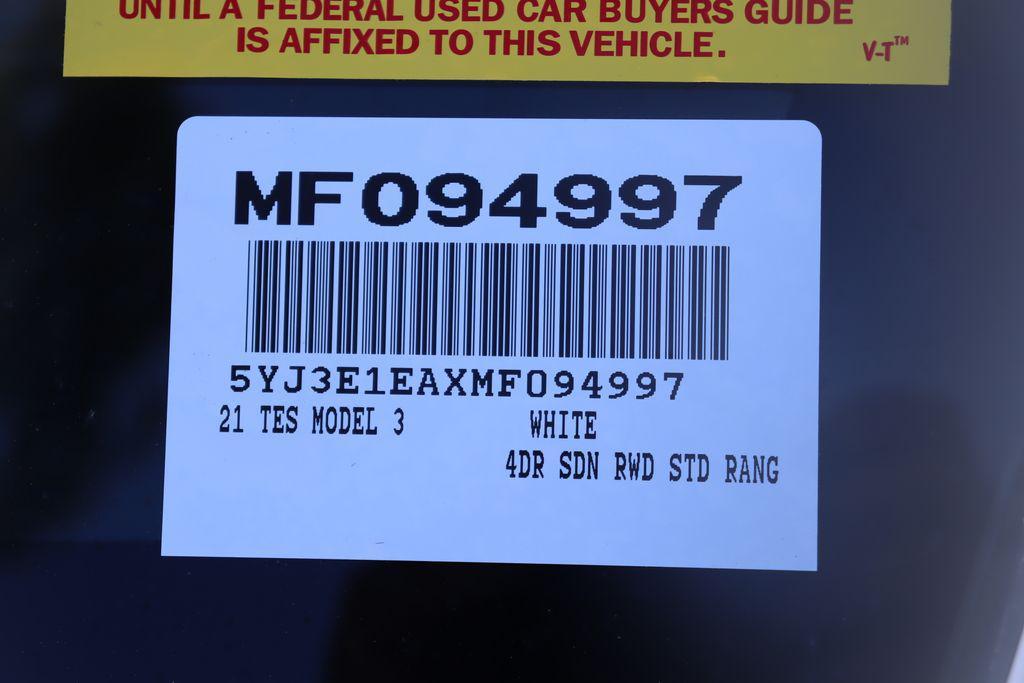 UNTIL A FEDERAL USED CAR BUYERS GUIDE
IS AFFIXED TO THIS VEHICLE.
V-T™
MF094997
5YJ3E1EAXMF094997
21 TES MODEL 3 WHITE
4DR SDN RWD STD RANG